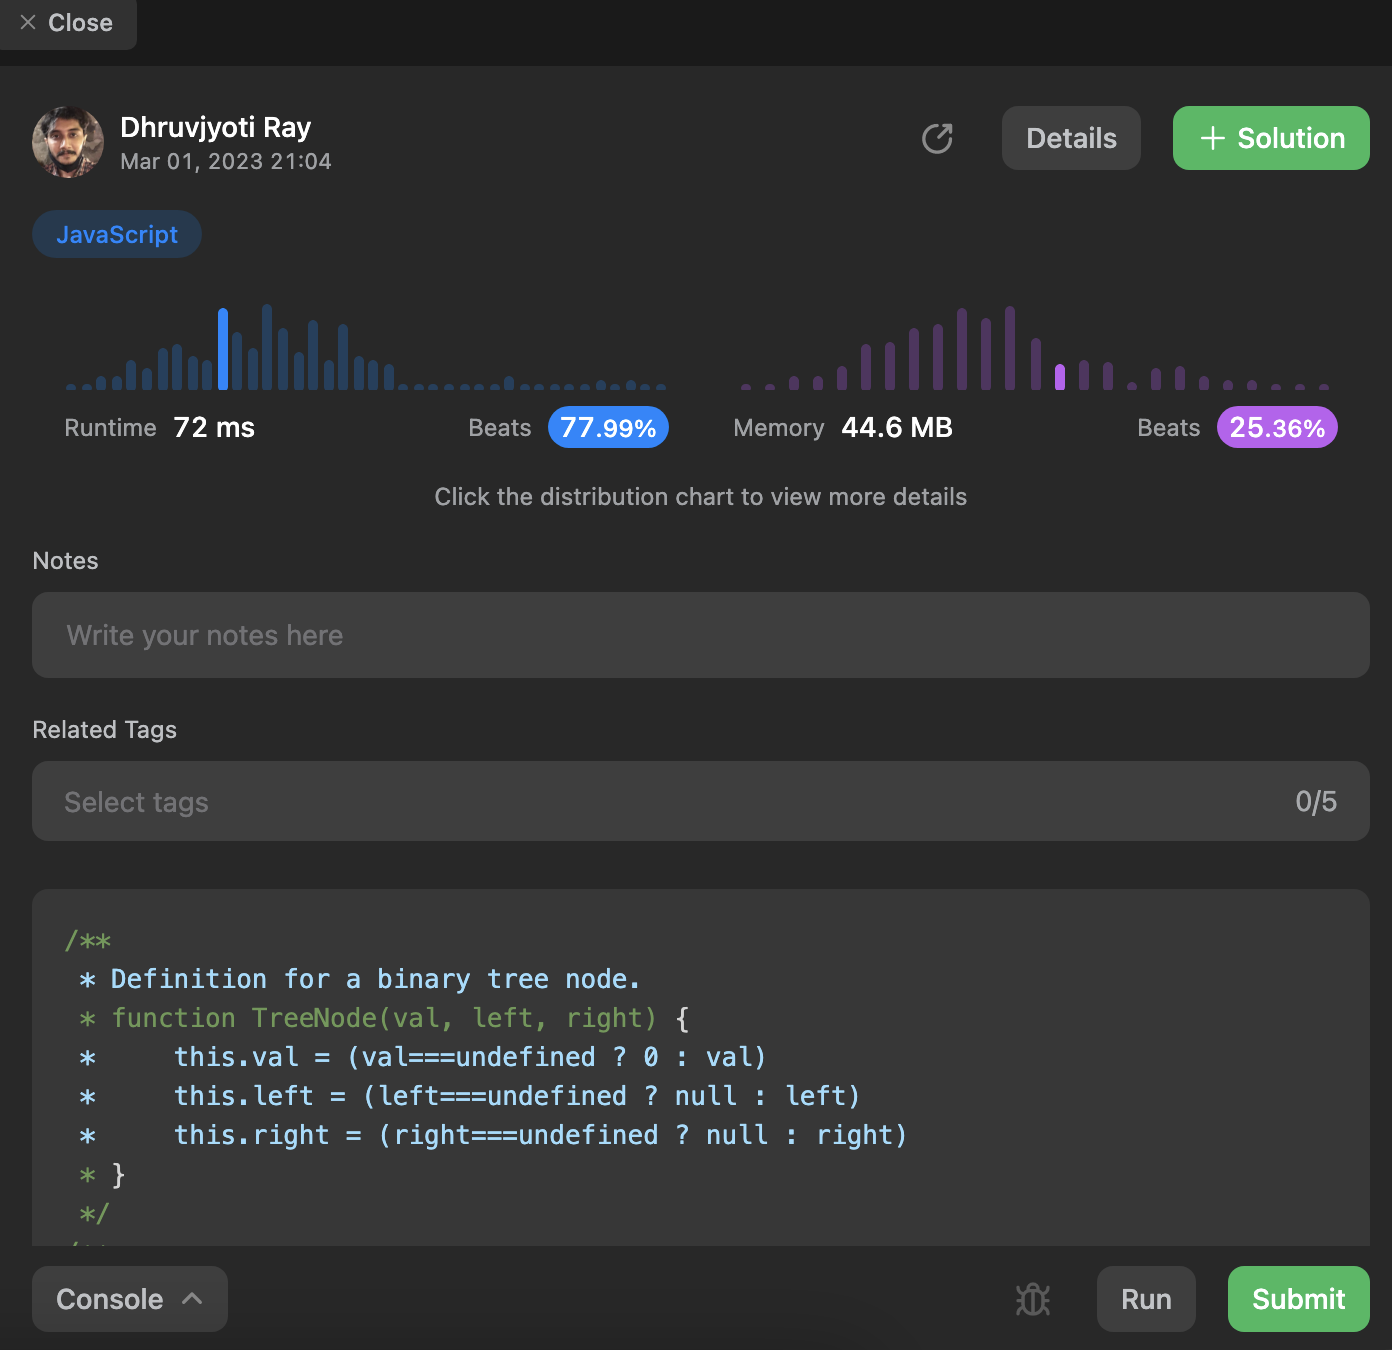 Close
Dhruvjyoti Ray
Mar 01, 2023 21:04
Details
+ Solution
JavaScript
Runtime 72 ms Beats 77.99%
Memory 44.6 MB Beats 25.36%
Click the distribution chart to view more details
Notes
Write your notes here
Related Tags
Select tags 0/5
/**
 * Definition for a binary tree node.
 * function TreeNode(val, left, right) {
 *     this.val = (val===undefined ? 0 : val)
 *     this.left = (left===undefined ? null : left)
 *     this.right = (right===undefined ? null : right)
 * }
 */
Console
Run
Submit